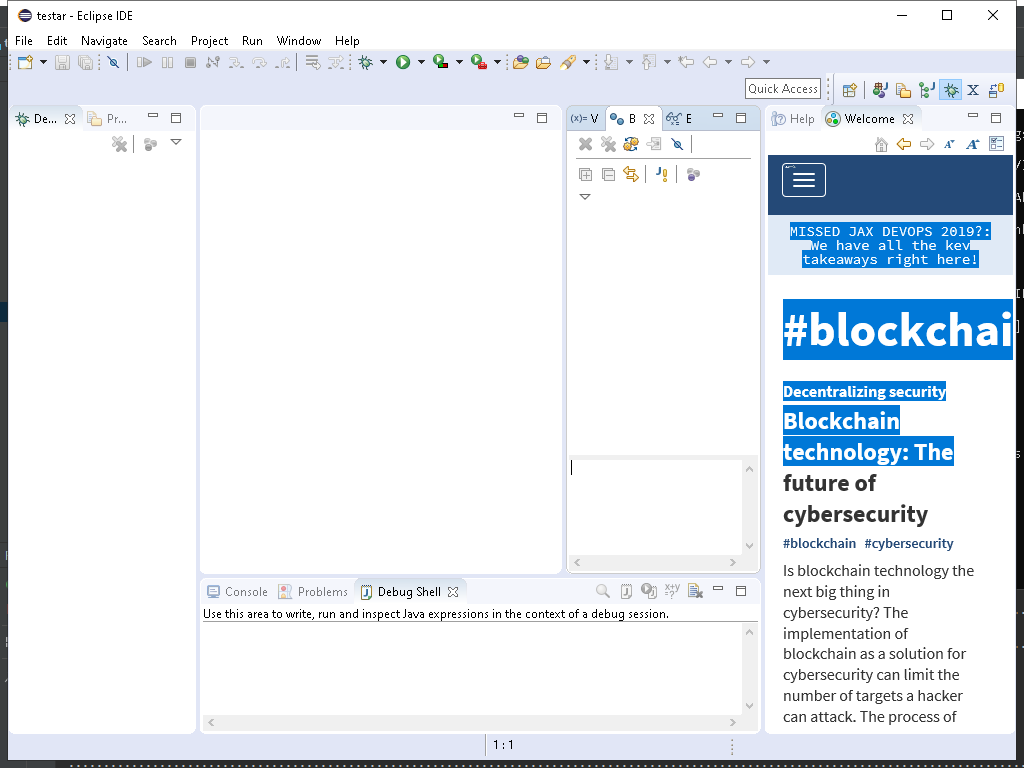 testar - Eclipse IDE
File Edit Navigate Search Project Run Window Help
Quick Access
De... Pr...
(x)= V B E
Help Welcome
MISSED JAX DEVOPS 2019?:
We have all the key
takeaways right here!
#blockchai
Decentralizing security
Blockchain
technology: The
future of
cybersecurity
#blockchain #cybersecurity
Is blockchain technology the
next big thing in
cybersecurity? The
implementation of
blockchain as a solution for
cybersecurity can limit the
number of targets a hacker
can attack. The process of
Console Problems Debug Shell
Use this area to write, run and inspect Java expressions in the context of a debug session.
1 : 1